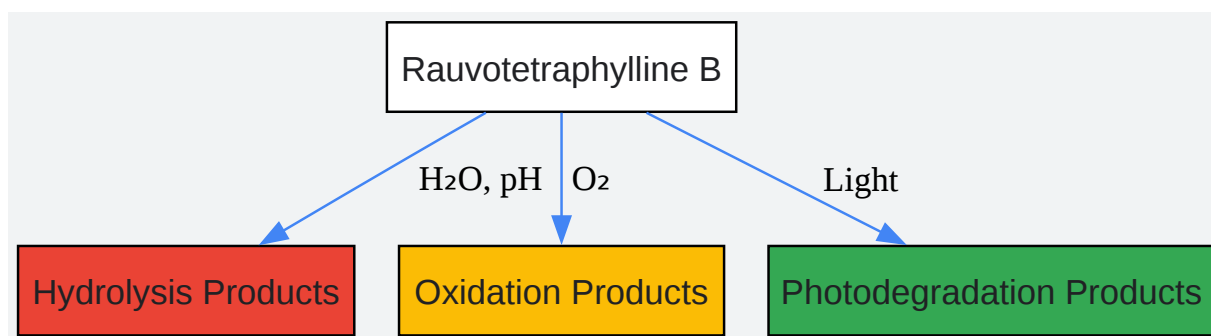 Rauvotetraphylline B
H₂O, pH
O₂
Light
Hydrolysis Products
Oxidation Products
Photodegradation Products